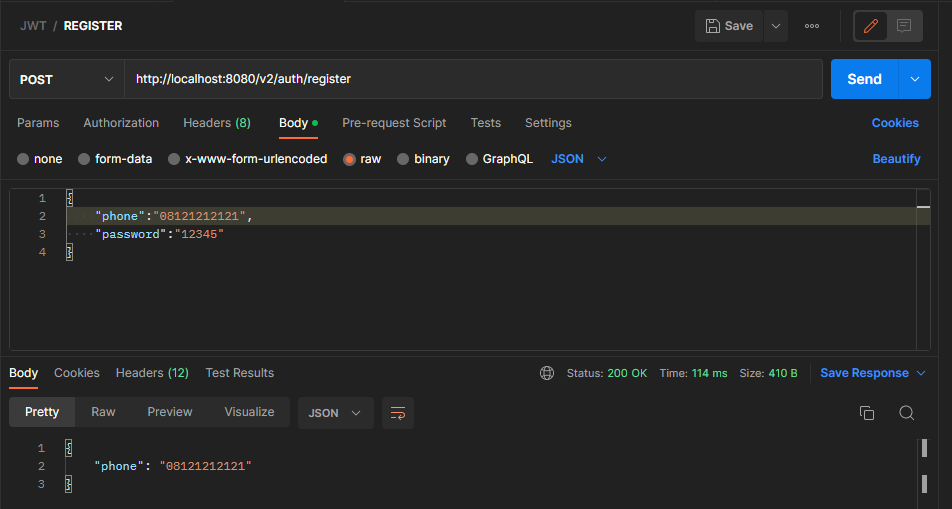 JWT / REGISTER Save
POST http://localhost:8080/v2/auth/register Send
Params Authorization Headers (8) Body Pre-request Script Tests Settings Cookies
none form-data x-www-form-urlencoded raw binary GraphQL JSON Beautify
1 {
2 "phone":"08121212121",
3 "password":"12345"
4 }
Body Cookies Headers (12) Test Results Status: 200 OK Time: 114 ms Size: 410 B Save Response
Pretty Raw Preview Visualize JSON
1 {
2 "phone": "08121212121"
3 }